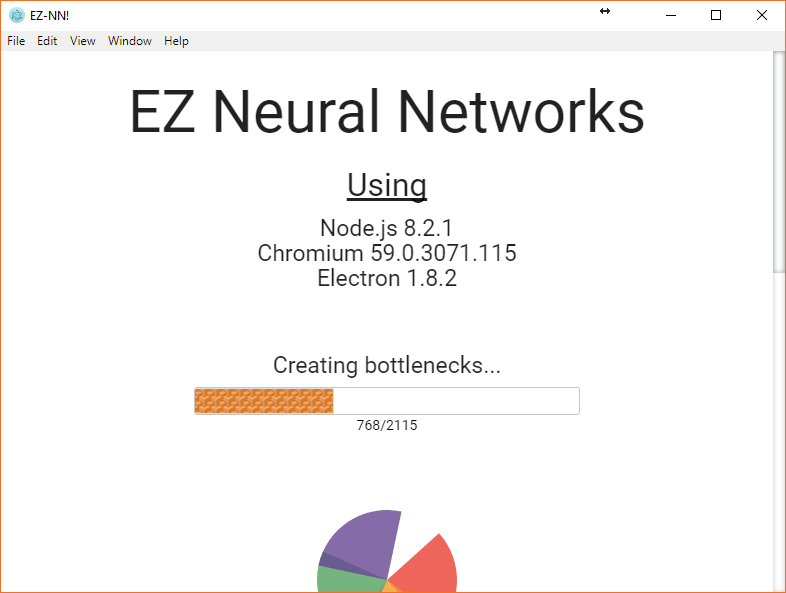 EZ-NN!
File Edit View Window Help
EZ Neural Networks
Using
Node.js 8.2.1
Chromium 59.0.3071.115
Electron 1.8.2
Creating bottlenecks...
768/2115